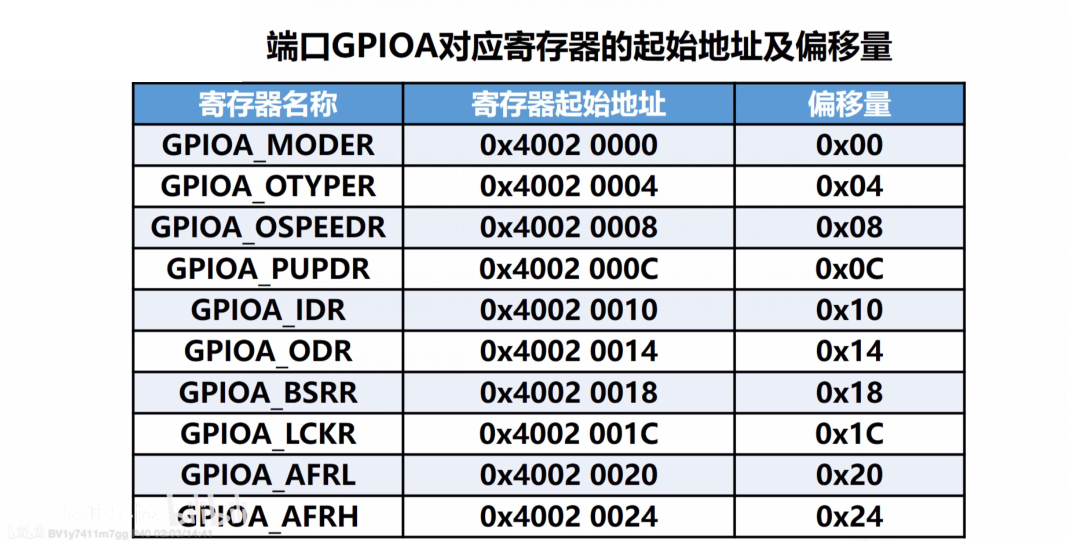 端口GPIOA对应寄存器的起始地址及偏移量
寄存器名称 寄存器起始地址 偏移量
GPIOA_MODER 0x4002 0000 0x00
GPIOA_OTYPER 0x4002 0004 0x04
GPIOA_OSPEEDR 0x4002 0008 0x08
GPIOA_PUPDR 0x4002 000C 0x0C
GPIOA_IDR 0x4002 0010 0x10
GPIOA_ODR 0x4002 0014 0x14
GPIOA_BSRR 0x4002 0018 0x18
GPIOA_LCKR 0x4002 001C 0x1C
GPIOA_AFRL 0x4002 0020 0x20
GPIOA_AFRH 0x4002 0024 0x24
BV1y7411m7gg